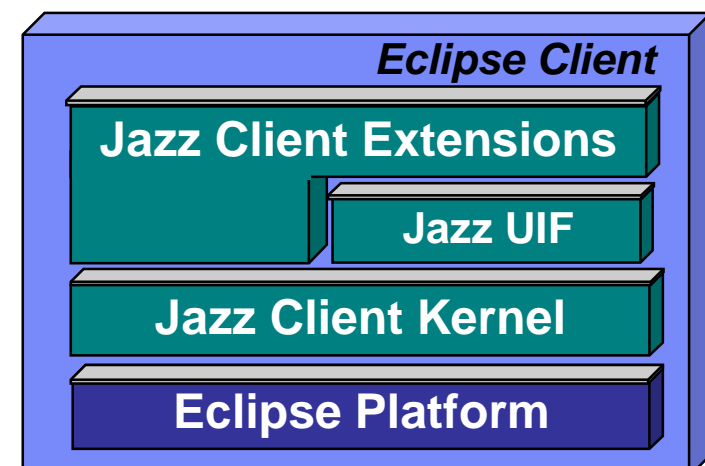 Eclipse Client
Jazz Client Extensions
Jazz UIF
Jazz Client Kernel
Eclipse Platform